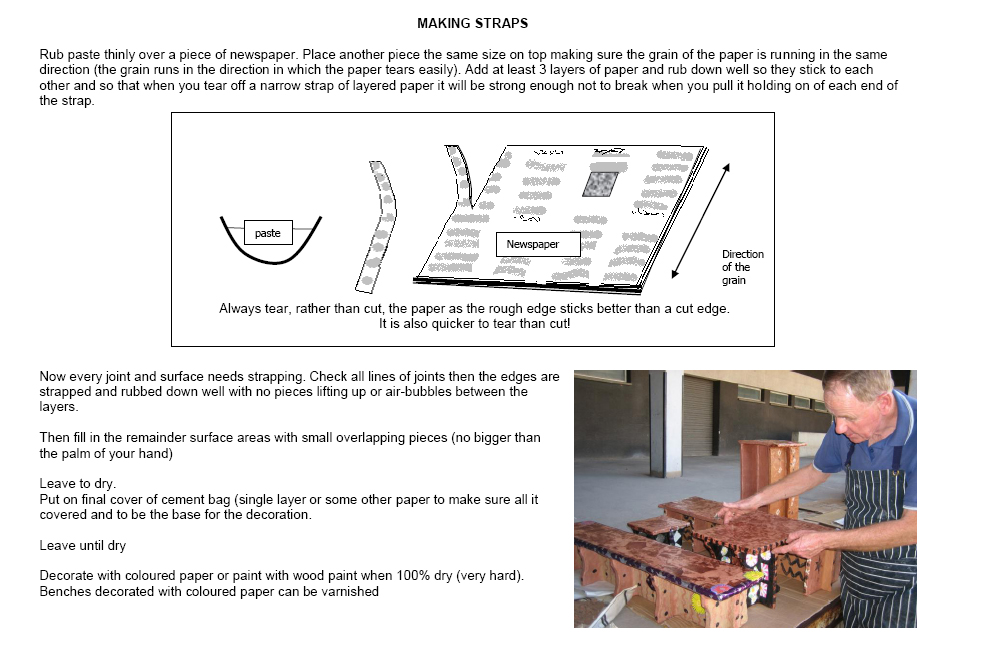 MAKING STRAPS
Rub paste thinly over a piece of newspaper. Place another piece the same size on top making sure the grain of the paper is running in the same
direction (the grain runs in the direction in which the paper tears easily). Add at least 3 layers of paper and rub down well so they stick to each
other and so that when you tear off a narrow strap of layered paper it will be strong enough not to break when you pull it holding on of each end of
the strap.
paste
Newspaper
Direction
of the
grain
Always tear, rather than cut, the paper as the rough edge sticks better than a cut edge.
It is also quicker to tear than cut!
Now every joint and surface needs strapping. Check all lines of joints then the edges are
strapped and rubbed down well with no pieces lifting up or air-bubbles between the
layers.
Then fill in the remainder surface areas with small overlapping pieces (no bigger than
the palm of your hand)
Leave to dry.
Put on final cover of cement bag (single layer or some other paper to make sure all it
covered and to be the base for the decoration.
Leave until dry
Decorate with coloured paper or paint with wood paint when 100% dry (very hard).
Benches decorated with coloured paper can be varnished